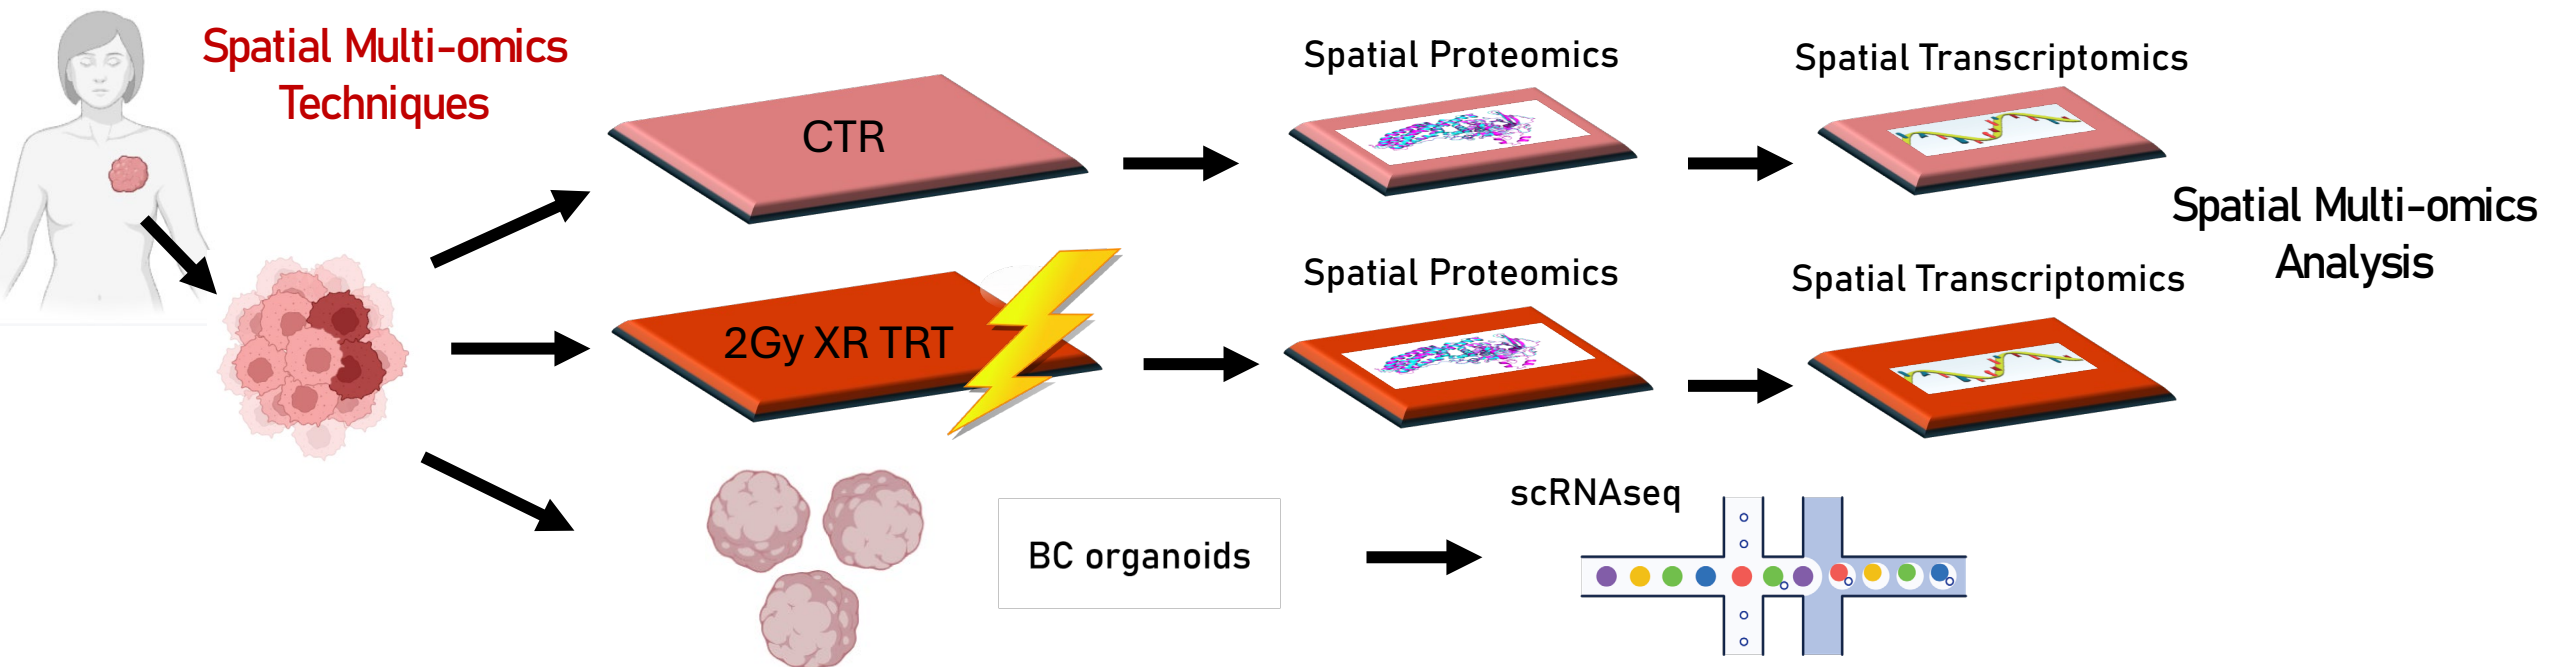 Spatial Multi-omics
Techniques
CTR
Spatial Proteomics
Spatial Transcriptomics
2Gy XR TRT
Spatial Proteomics
Spatial Transcriptomics
Spatial Multi-omics
Analysis
BC organoids
scRNAseq